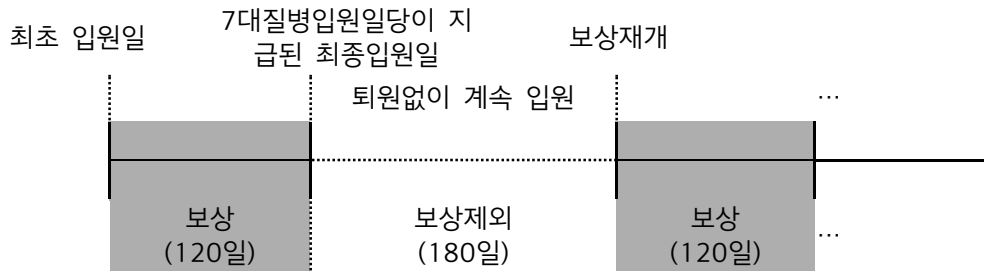 최초 입원일
7대질병입원일당이 지
급된 최종입원일
보상재개
퇴원없이 계속 입원
…
보상
(120일)
보상제외
(180일)
보상
(120일)
…